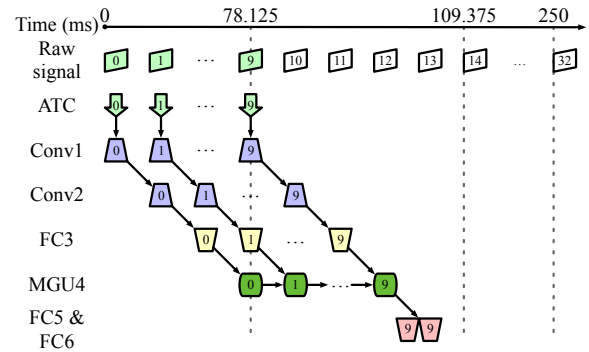 Time (ms) 0 78.125 109.375 250
Raw signal 0 1 ... 9 10 11 12 13 14 ... 32
ATC 0 1 ... 9
Conv1 0 1 ... 9
Conv2 0 1 ... 9
FC3 0 1 ... 9
MGU4 0 1 ... 9
FC5 & FC6 9 9